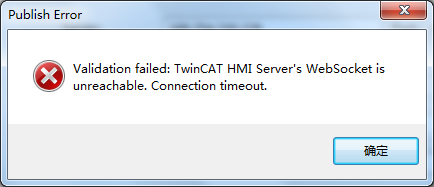 Publish Error
Validation failed: TwinCAT HMI Server's WebSocket is
unreachable. Connection timeout.
确定